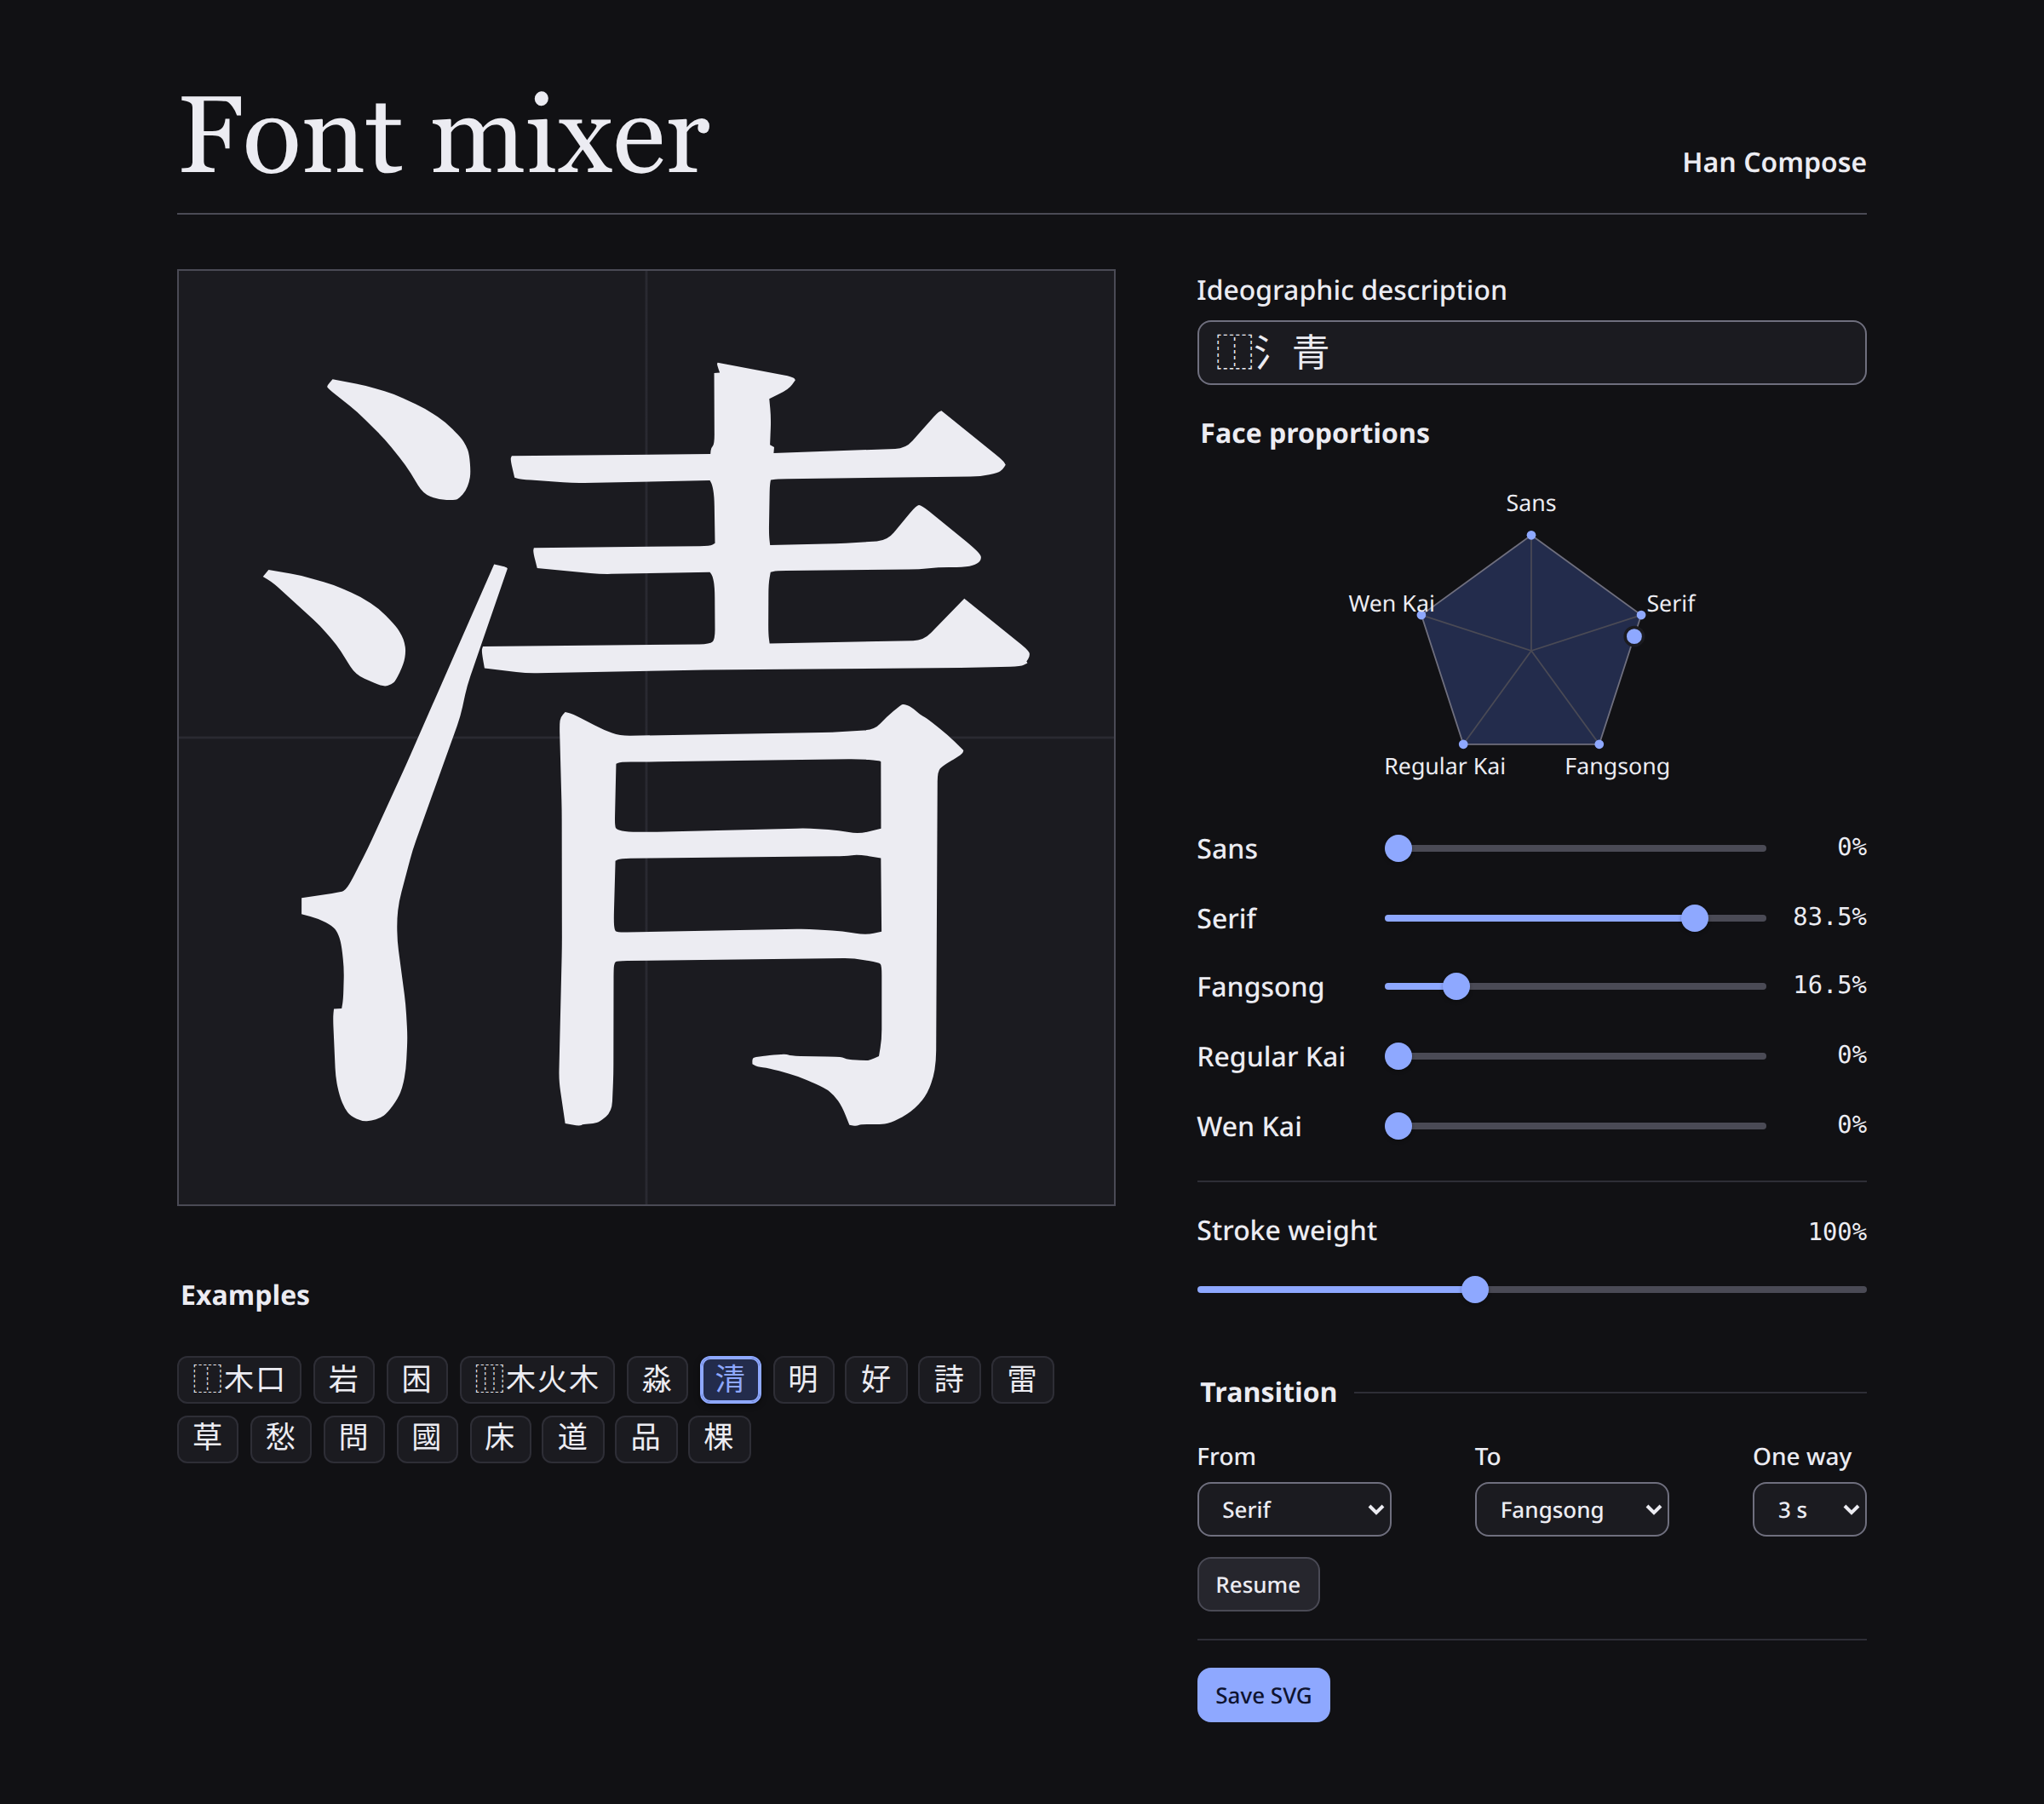 Font mixer
Han Compose
清
Ideographic description
⿰氵青
Face proportions
Sans
Wen Kai
Serif
Regular Kai
Fangsong
Sans 0%
Serif 83.5%
Fangsong 16.5%
Regular Kai 0%
Wen Kai 0%
Stroke weight 100%
Examples
⿰木口 岩 困 ⿲木火木 淼 清 明 好 詩 雷
草 愁 問 國 床 道 品 棵
Transition
From To One way
Serif Fangsong 3 s
Resume
Save SVG